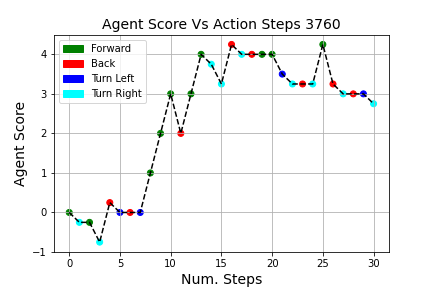 Agent Score Vs Action Steps 3760
Forward
Back
Turn Left
Turn Right
Agent Score
4
3
2
1
0
−1
0 5 10 15 20 25 30
Num. Steps